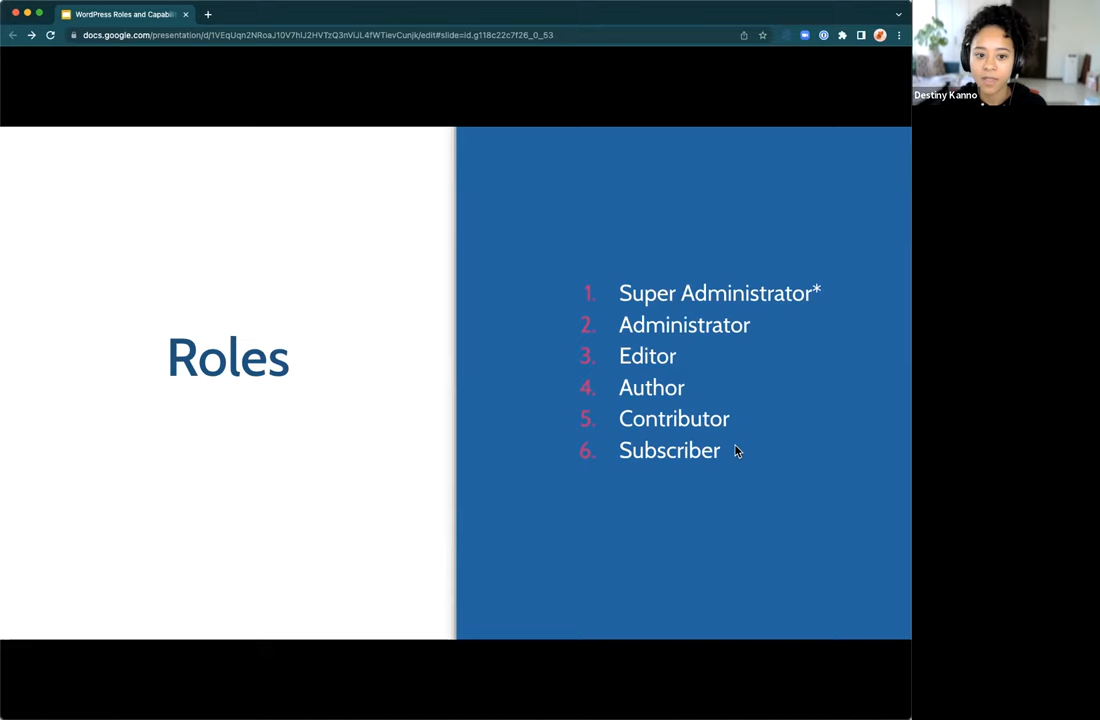 WordPress Roles and Capabili
docs.google.com/presentation/d/1VEqUqn2NRoaJ10V7hIJ2HVTzQ3nViJL4fWTievCunjk/edit#slide=id.g118c22c7f26_0_53
Destiny Kanno
Roles
1. Super Administrator*
2. Administrator
3. Editor
4. Author
5. Contributor
6. Subscriber